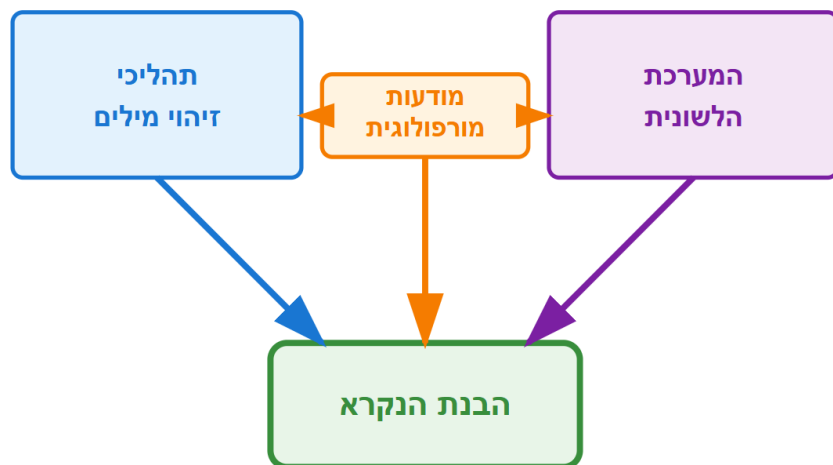 המערכת
הלשונית
מודעות
מורפולוגית
תהליכי
זיהוי מילים
הבנת הנקרא